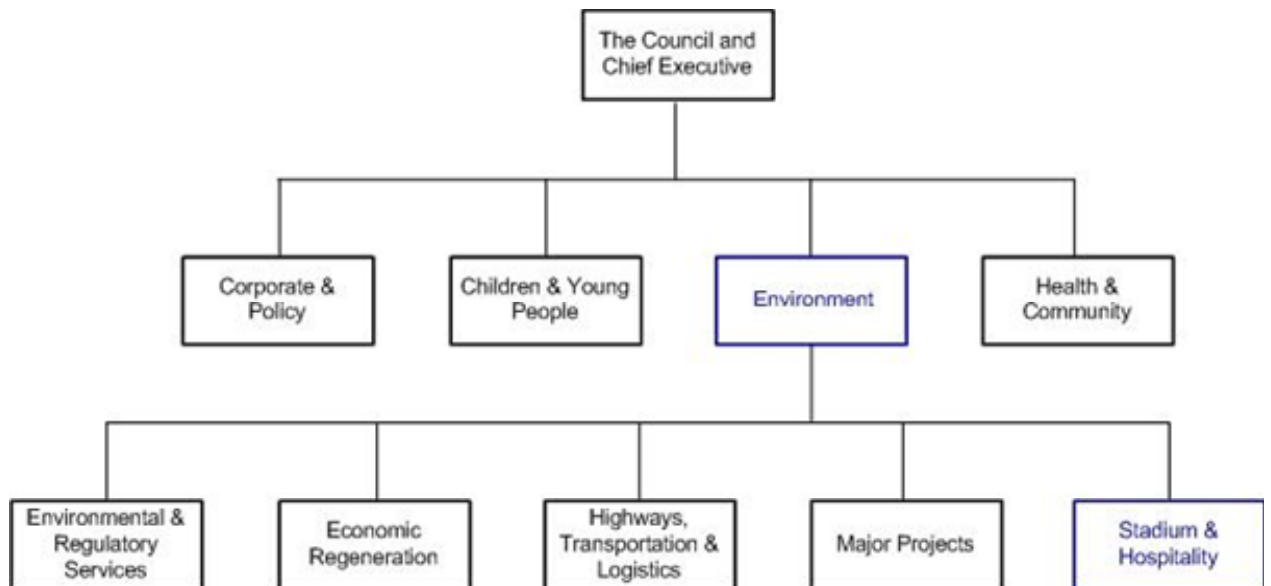 The Council and
Chief Executive
Corporate &
Policy
Children & Young
People
Environment
Health &
Community
Environmental &
Regulatory
Services
Economic
Regeneration
Highways,
Transportation &
Logistics
Major Projects
Stadium &
Hospitality